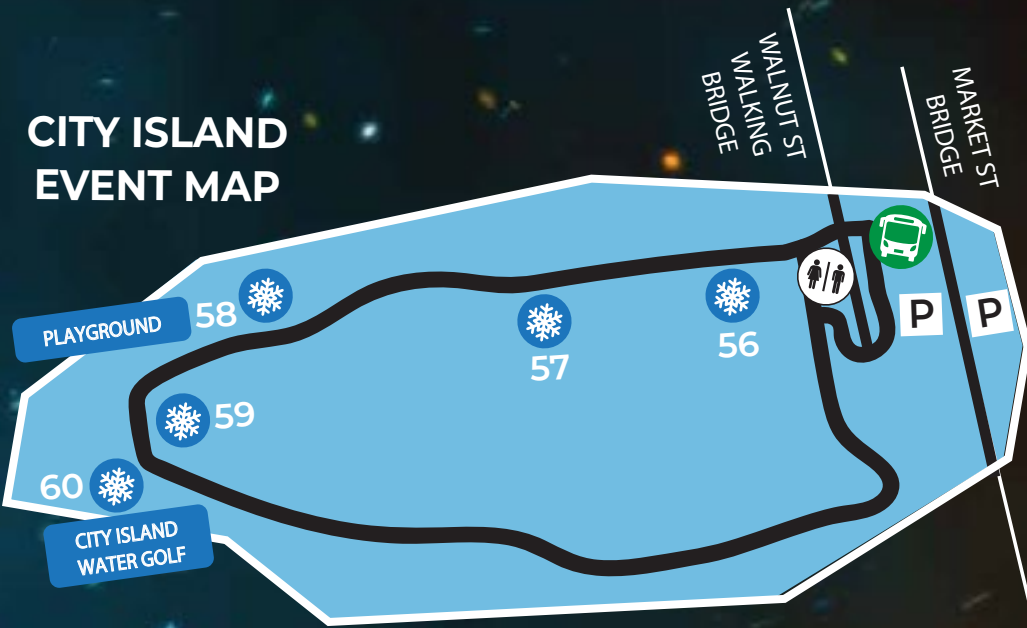 CITY ISLAND
EVENT MAP
WALNUT ST
WALKING
BRIDGE
MARKET ST
BRIDGE
PLAYGROUND
58
57
56
P
P
59
60
CITY ISLAND
WATER GOLF